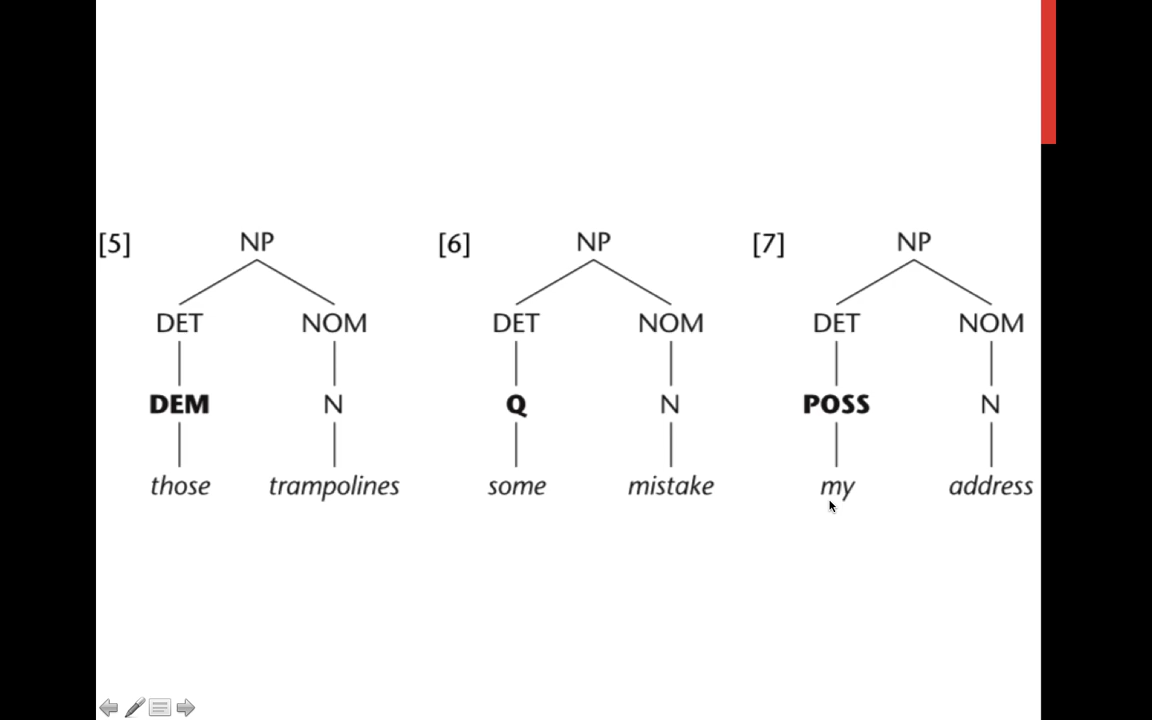 [5] NP [6] NP [7] NP
DET NOM DET NOM DET NOM
DEM N Q N POSS N
those trampolines some mistake my address